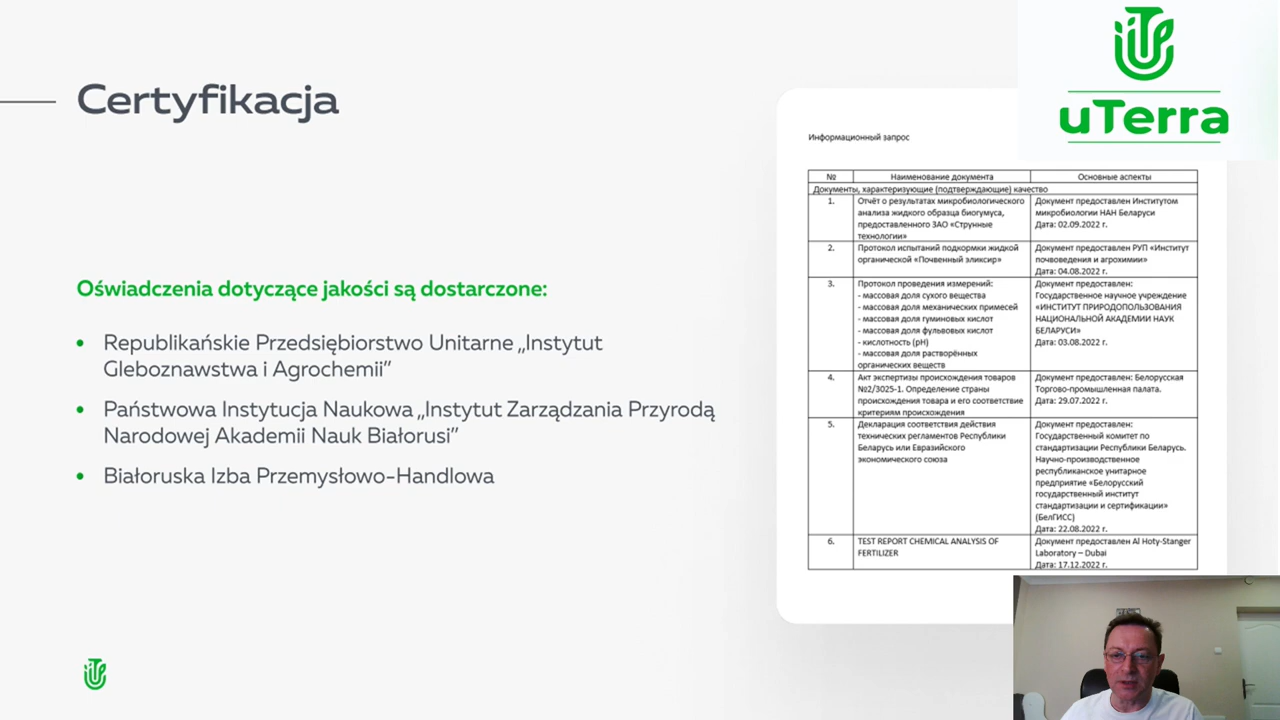 Certyfikacja
Oświadczenia dotyczące jakości są dostarczone:
• Republikańskie Przedsiębiorstwo Unitarne „Instytut
Gleboznawstwa i Agrochemii”
• Państwowa Instytucja Naukowa „Instytut Zarządzania Przyrodą
Narodowej Akademii Nauk Białorusi”
• Białoruska Izba Przemysłowo-Handlowa
uTerra
Информационный запрос
№ Наименование документа Основные аспекты
Документы, характеризующие (подтверждающие) качество
1. Отчёт о результатах микробиологического
анализа жидкого образца биогумуса,
предоставленного ЗАО «Струнные
технологии»
Документ предоставлен Институтом
микробиологии НАН Беларуси
Дата: 02.09.2022 г.
2. Протокол испытаний подкормки жидкой
органической «Почвенный эликсир»
Документ предоставлен РУП «Институт
почвоведения и агрохимии»
Дата: 04.08.2022 г.
3. Протокол проведения измерений:
- массовая доля сухого вещества
- массовая доля механических примесей
- массовая доля гуминовых кислот
- массовая доля фульвовых кислот
- кислотность (pH)
- массовая доля растворённых
органических веществ
Документ предоставлен:
Государственное научное учреждение
«ИНСТИТУТ ПРИРОДОПОЛЬЗОВАНИЯ
НАЦИОНАЛЬНОЙ АКАДЕМИИ НАУК
БЕЛАРУСИ»
Дата: 03.08.2022 г.
4. Акт экспертизы происхождения товаров
№2/3025-1. Определение страны
происхождения товара и его соответствие
критериям происхождения
Документ предоставлен: Белорусская
Торгово-промышленная палата.
Дата: 29.07.2022 г.
5. Декларация соответствия действия
технических регламентов Республики
Беларусь или Евразийского
экономического союза
Документ предоставлен:
Государственный комитет по
стандартизации Республики Беларусь.
Научно-производственное
республиканское унитарное
предприятие «Белорусский
государственный институт
стандартизации и сертификации»
(БелГИСС)
Дата: 22.08.2022 г.
6. TEST REPORT CHEMICAL ANALYSIS OF
FERTILIZER
Документ предоставлен Al Hoty-Stanger
Laboratory – Dubai
Дата: 17.12.2022 г.